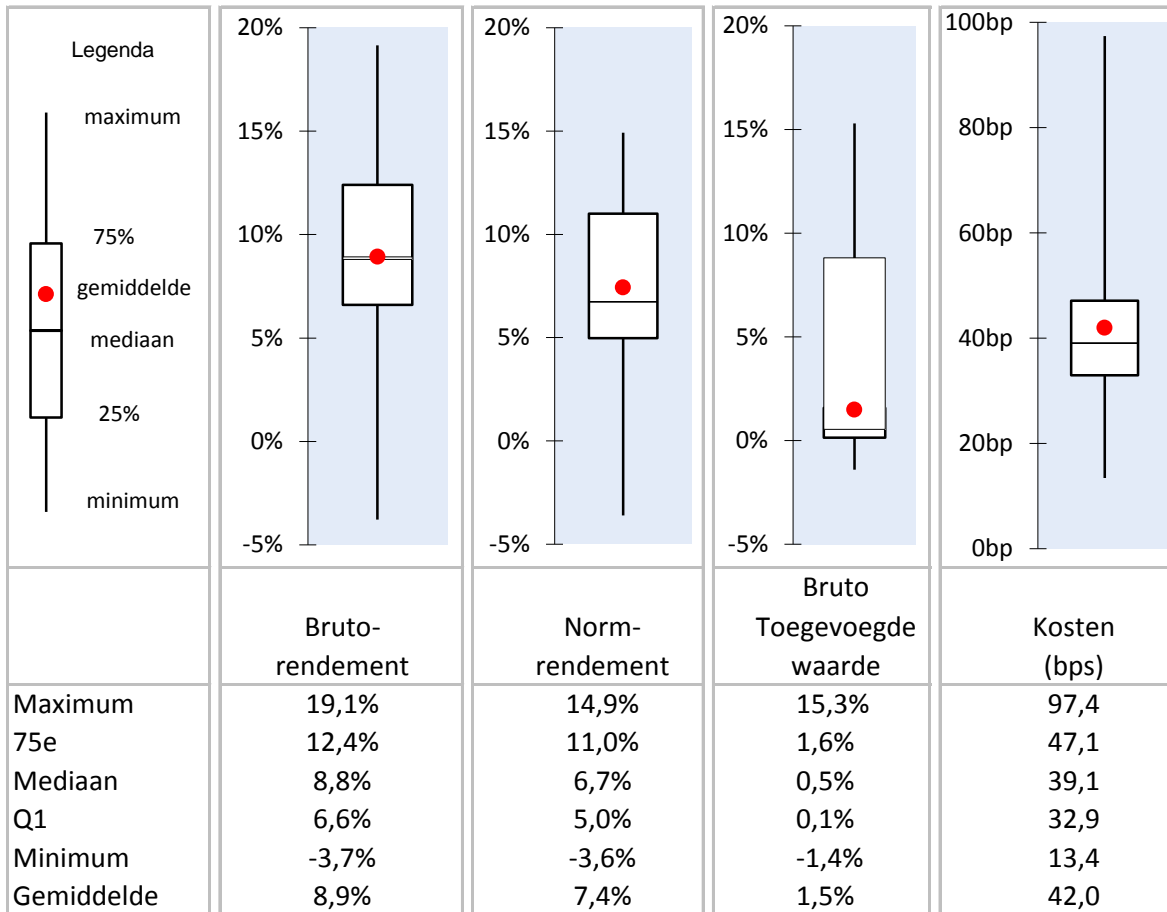 Legenda
maximum
75%
gemiddelde
mediaan
25%
minimum
20%
15%
10%
5%
0%
-5%
20%
15%
10%
5%
0%
-5%
20%
15%
10%
5%
0%
-5%
100bp
80bp
60bp
40bp
20bp
0bp
Bruto-
rendement
Norm-
rendement
Bruto
Toegevoegde
waarde
Kosten
(bps)
Maximum 19,1% 14,9% 15,3% 97,4
75e 12,4% 11,0% 1,6% 47,1
Mediaan 8,8% 6,7% 0,5% 39,1
Q1 6,6% 5,0% 0,1% 32,9
Minimum -3,7% -3,6% -1,4% 13,4
Gemiddelde 8,9% 7,4% 1,5% 42,0